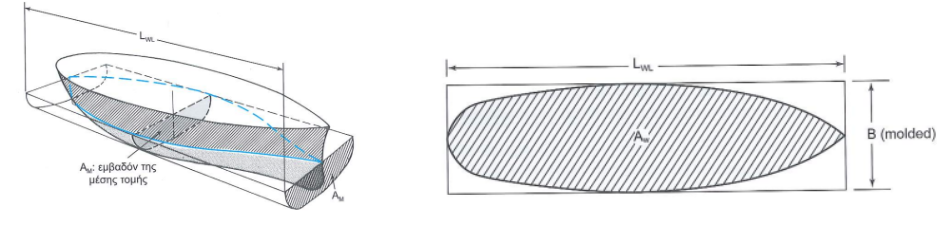 L_WL
A_M: εμβαδόν της
μέσης τομής
A_M
L_WL
A_w
B (molded)